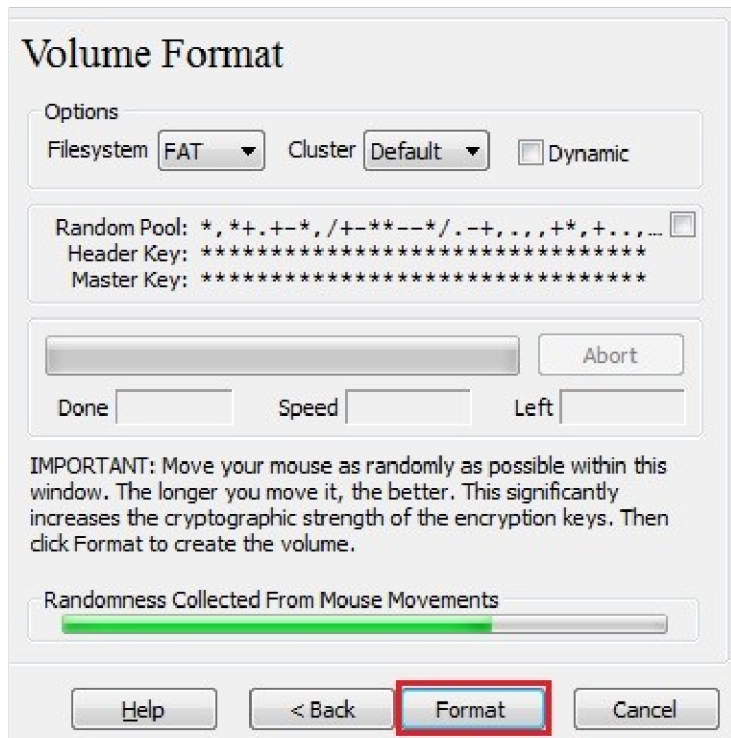 Volume Format
Options
Filesystem FAT Cluster Default Dynamic
Random Pool: *,*+.+-*,/+-**--*/.-+,.,,+*,+..,...
Header Key: ********************************
Master Key: ********************************
Abort
Done Speed Left
IMPORTANT: Move your mouse as randomly as possible within this
window. The longer you move it, the better. This significantly
increases the cryptographic strength of the encryption keys. Then
click Format to create the volume.
Randomness Collected From Mouse Movements
Help < Back Format Cancel